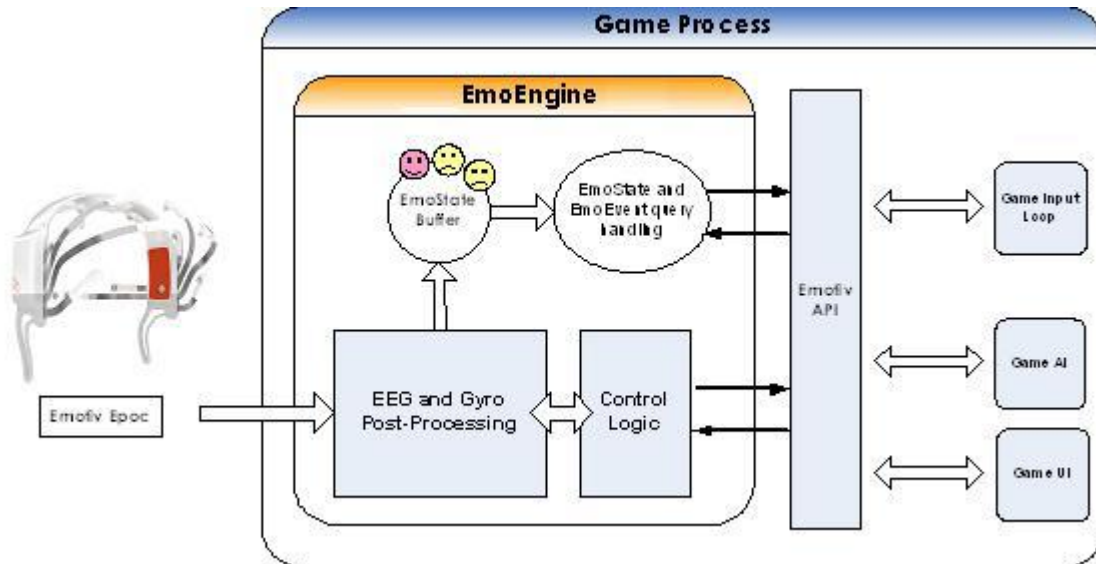 Game Process
EmoEngine
EmoState
Buffer
EmoState and
EmoEvent query
handling
Game Input
Loop
Emotiv
API
EEG and Gyro
Post-Processing
Control
Logic
Game AI
Emotiv Epoc
Game UI